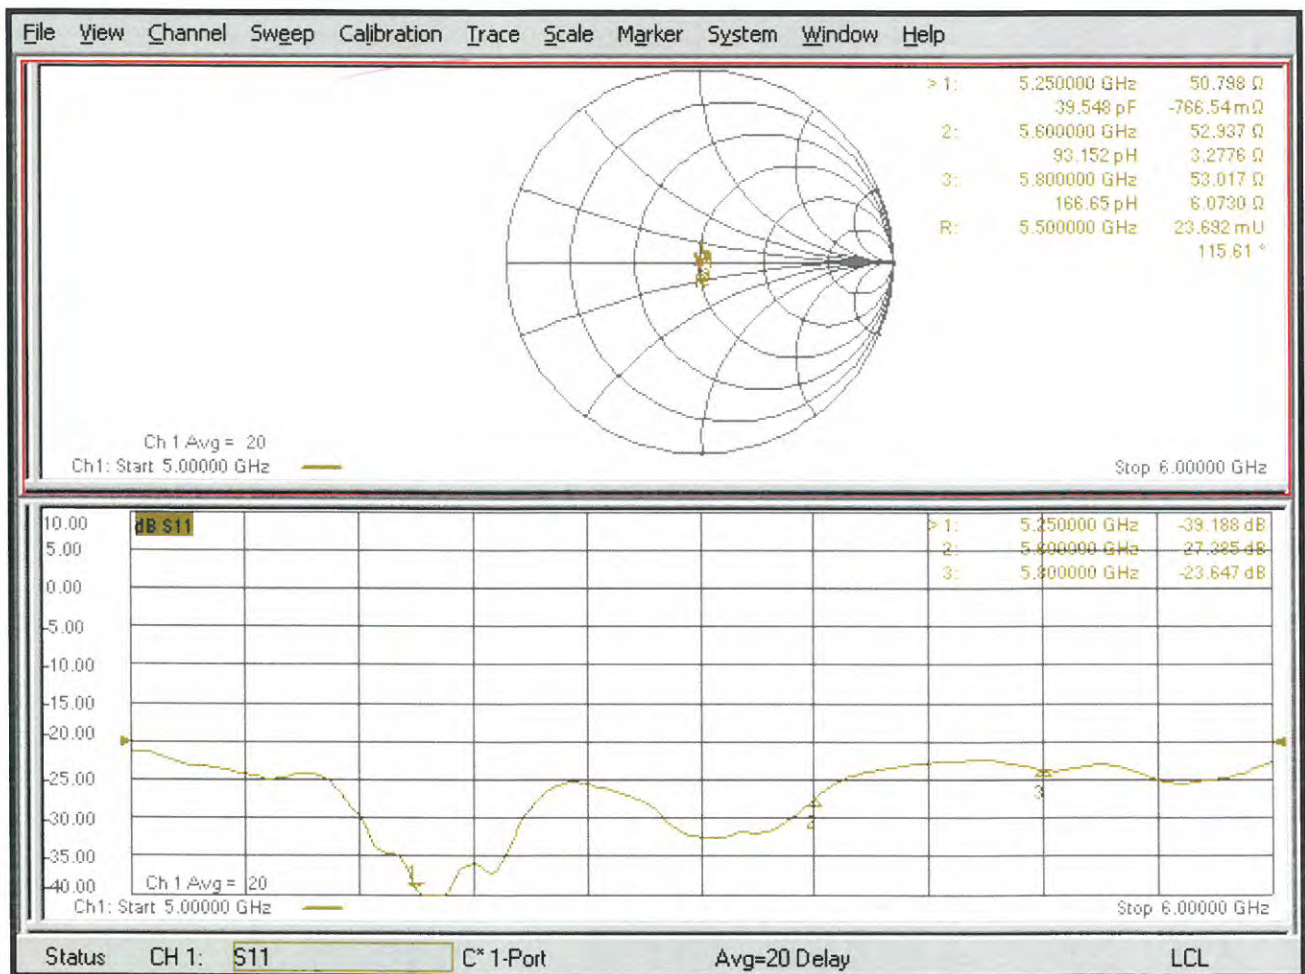 File View Channel Sweep Calibration Trace Scale Marker System Window Help
> 1: 5.250000 GHz 50.798 Ω
39.548 pF -766.54 mΩ
2: 5.600000 GHz 52.937 Ω
93.152 pH 3.2776 Ω
3: 5.800000 GHz 53.017 Ω
166.65 pH 6.0730 Ω
R: 5.500000 GHz 23.692 mU
115.61 °
Ch 1 Avg = 20
Ch1: Start 5.00000 GHz
Stop 6.00000 GHz
10.00
dB S11
> 1: 5.250000 GHz -39.188 dB
5.00
2: 5.600000 GHz -27.385 dB
3: 5.800000 GHz -23.647 dB
0.00
-5.00
-10.00
-15.00
-20.00
-25.00
3
-30.00
2
-35.00
1
-40.00
Ch 1 Avg = 20
Ch1: Start 5.00000 GHz
Stop 6.00000 GHz
Status CH 1: S11 C* 1-Port Avg=20 Delay LCL